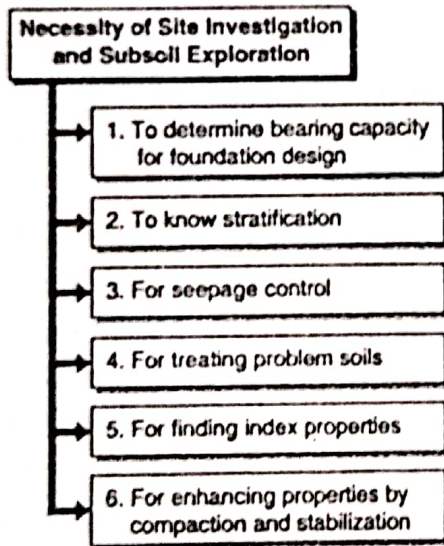 Necessity of Site Investigation
and Subsoil Exploration
1. To determine bearing capacity
for foundation design
2. To know stratification
3. For seepage control
4. For treating problem soils
5. For finding index properties
6. For enhancing properties by
compaction and stabilization